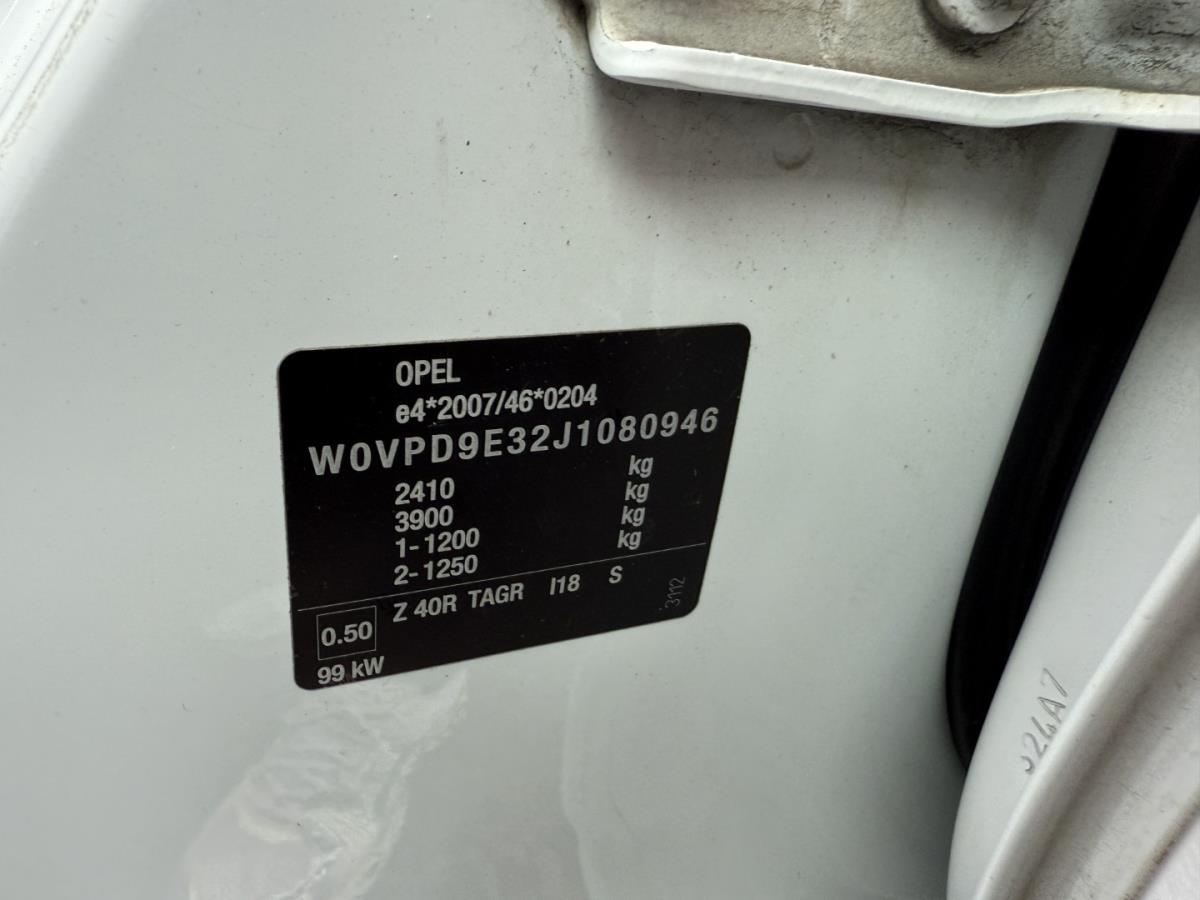 OPEL
e4*2007/46*0204
W0VPD9E32J1080946
2410 kg
3900 kg
1-1200 kg
2-1250 kg
Z 40R TAGR I18 S
3112
0.50
99 kW